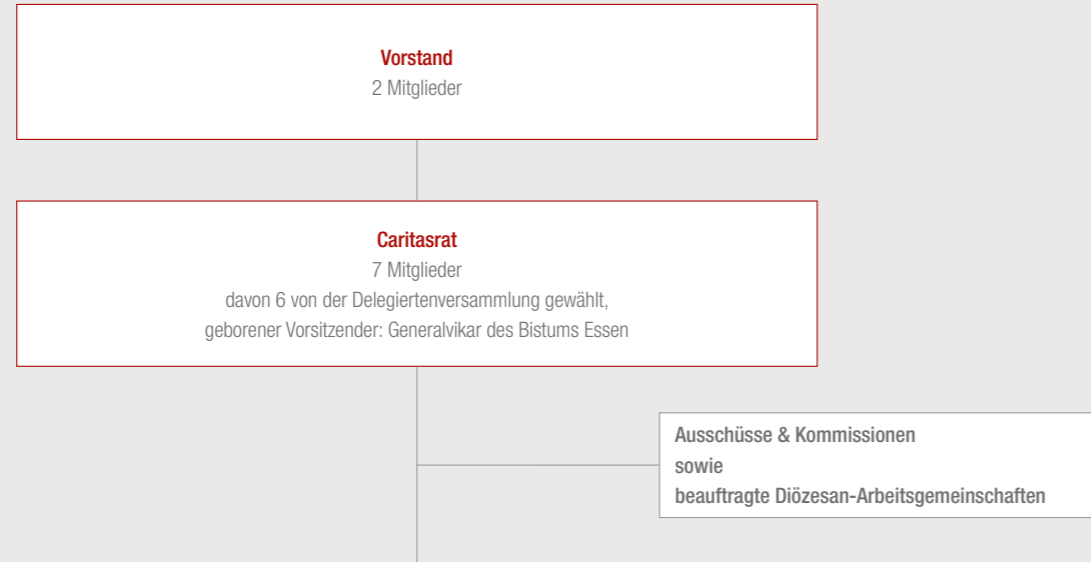 Vorstand
2 Mitglieder
Caritasrat
7 Mitglieder
davon 6 von der Delegiertenversammlung gewählt,
geborener Vorsitzender: Generalvikar des Bistums Essen
Ausschüsse & Kommissionen
sowie
beauftragte Diözesan-Arbeitsgemeinschaften